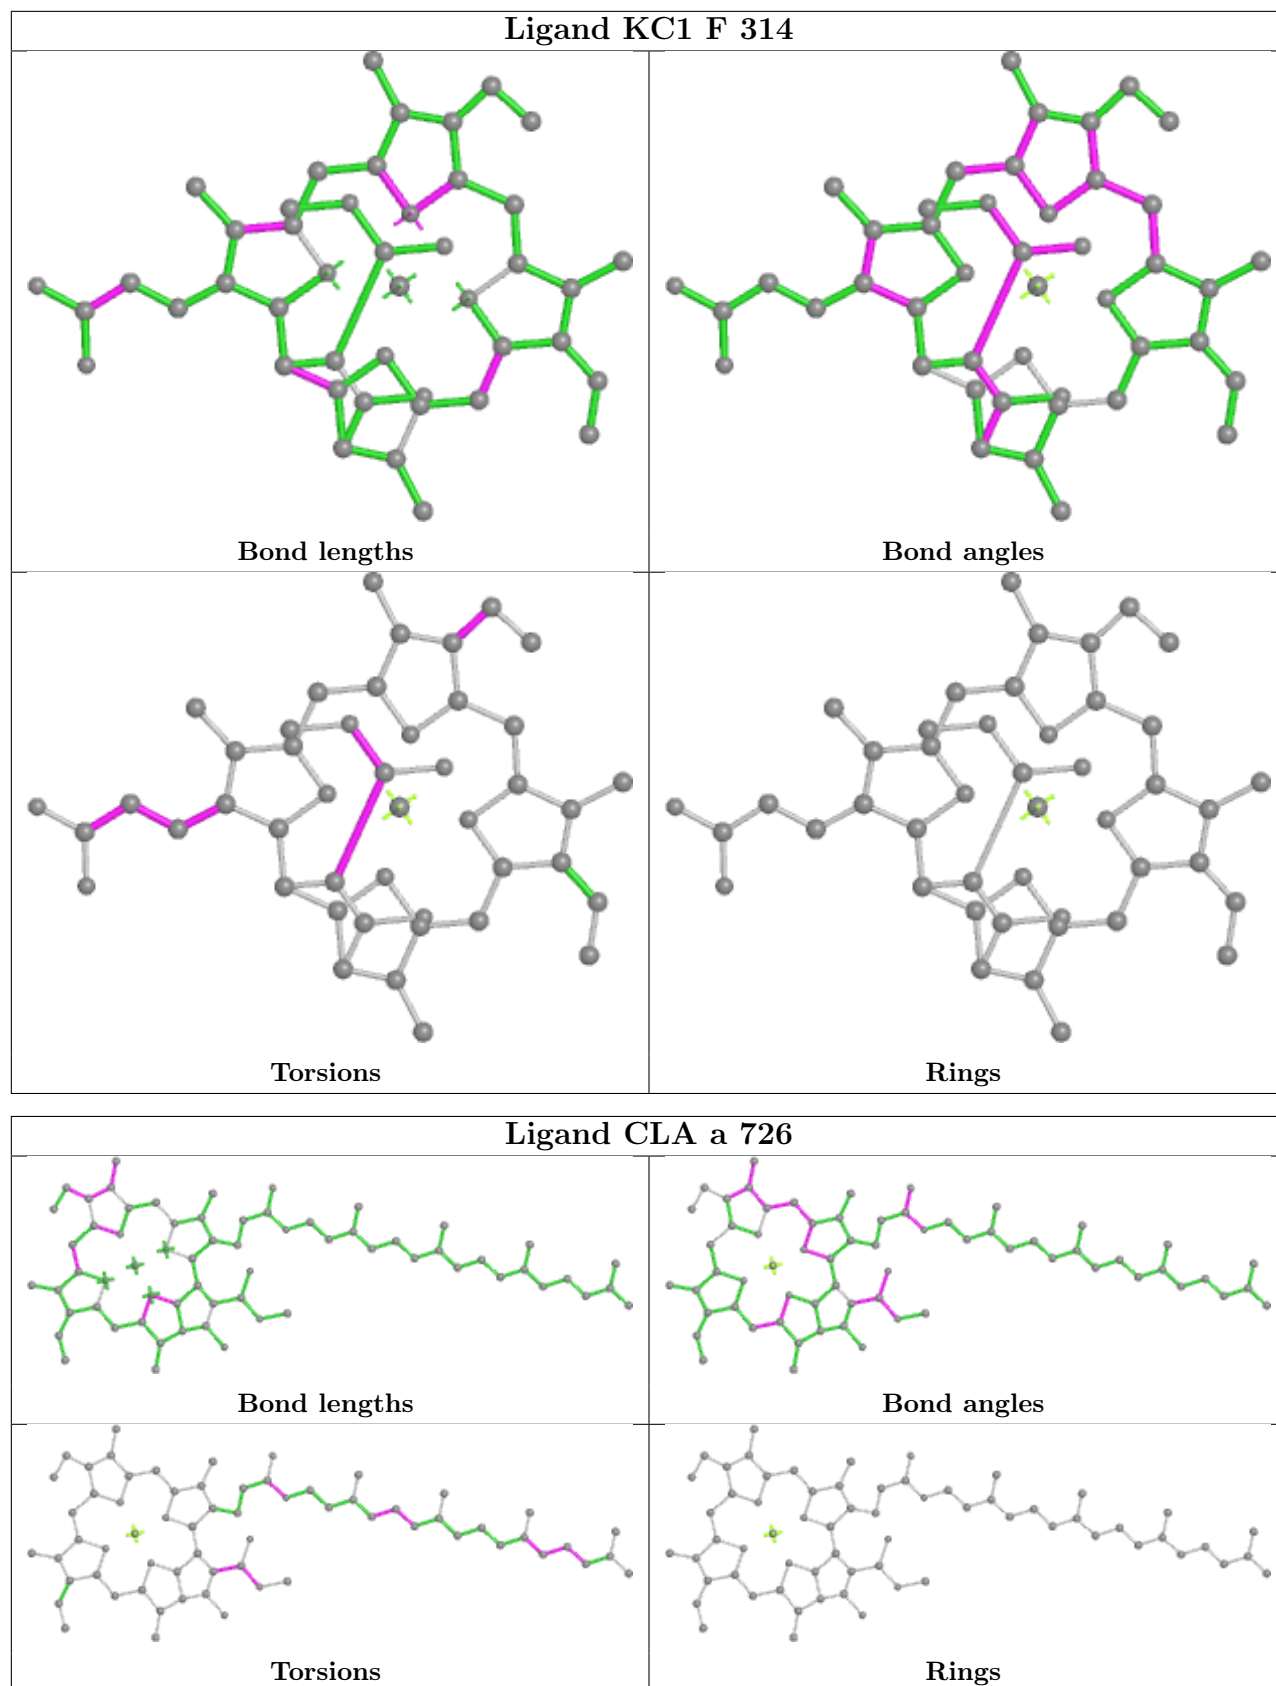 Ligand KC1 F 314
Bond lengths
Bond angles
Torsions
Rings
Ligand CLA a 726
Bond lengths
Bond angles
Torsions
Rings